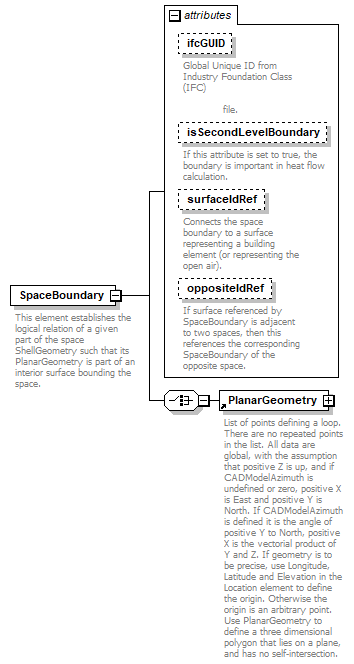 attributes
ifcGUID
Global Unique ID from
Industry Foundation Class
(IFC)
file.
isSecondLevelBoundary
If this attribute is set to true, the
boundary is important in heat flow
calculation.
surfaceIdRef
Connects the space
boundary to a surface
representing a building
element (or representing the
open air).
oppositeIdRef
If surface referenced by
SpaceBoundary is adjacent
to two spaces, then this
references the corresponding
SpaceBoundary of the
opposite space.
SpaceBoundary
This element establishes the
logical relation of a given
part of the space
ShellGeometry such that its
PlanarGeometry is part of an
interior surface bounding the
space.
PlanarGeometry
List of points defining a loop.
There are no repeated points
in the list. All data are
global, with the assumption
that positive Z is up, and if
CADModelAzimuth is
undefined or zero, positive X
is East and positive Y is
North. If CADModelAzimuth
is defined it is the angle of
positive Y to North, positive
X is the vectorial product of
Y and Z. If geometry is to
be precise, use Longitude,
Latitude and Elevation in the
Location element to define
the origin. Otherwise the
origin is an arbitrary point.
Use PlanarGeometry to
define a three dimensional
polygon that lies on a plane,
and has no self-intersection.